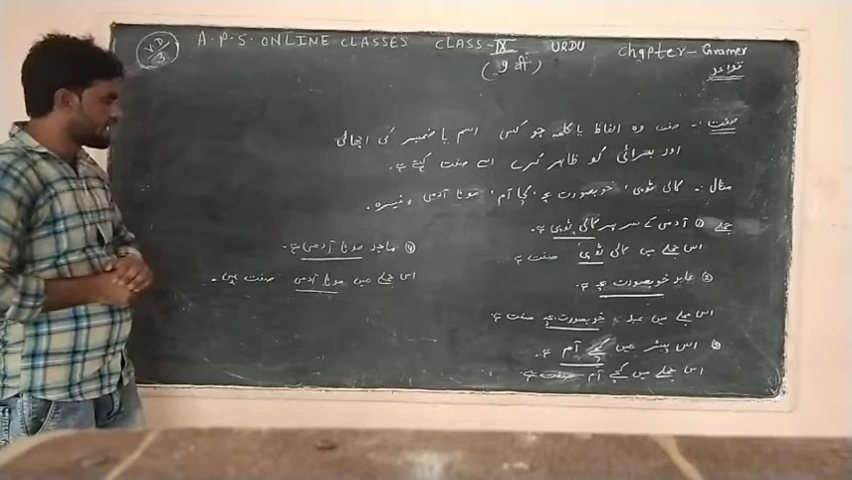 V.D/3 A.P.S. ONLINE CLASSES CLASS-IX URDU Chapter- Gramer
(9 वीं) قواعد
صفت :- صفت وہ الفاظ یا کلمہ جو کسی اسم یا ضمیر کی اچھائی
اور برائی کو ظاہر کرے اسے صفت کہتے ہے۔
مثال :- کالی ٹوپی، خوبصورت بچہ، کچا آم، موٹا آدمی وغیرہ۔
جملے ① آدمی کے سر پر کالی ٹوپی ہے۔
اس جملے میں کالی ٹوپی صفت ہے
② عابد خوبصورت بچہ ہے۔
اس جملے میں خوبصورت بچہ صفت ہے
③ اس پیڑ میں کچے آم ہے۔
اس جملے میں کچے آم صفت ہے
④ ماجد موٹا آدمی ہے۔
اس جملے میں موٹا آدمی صفت ہیں۔